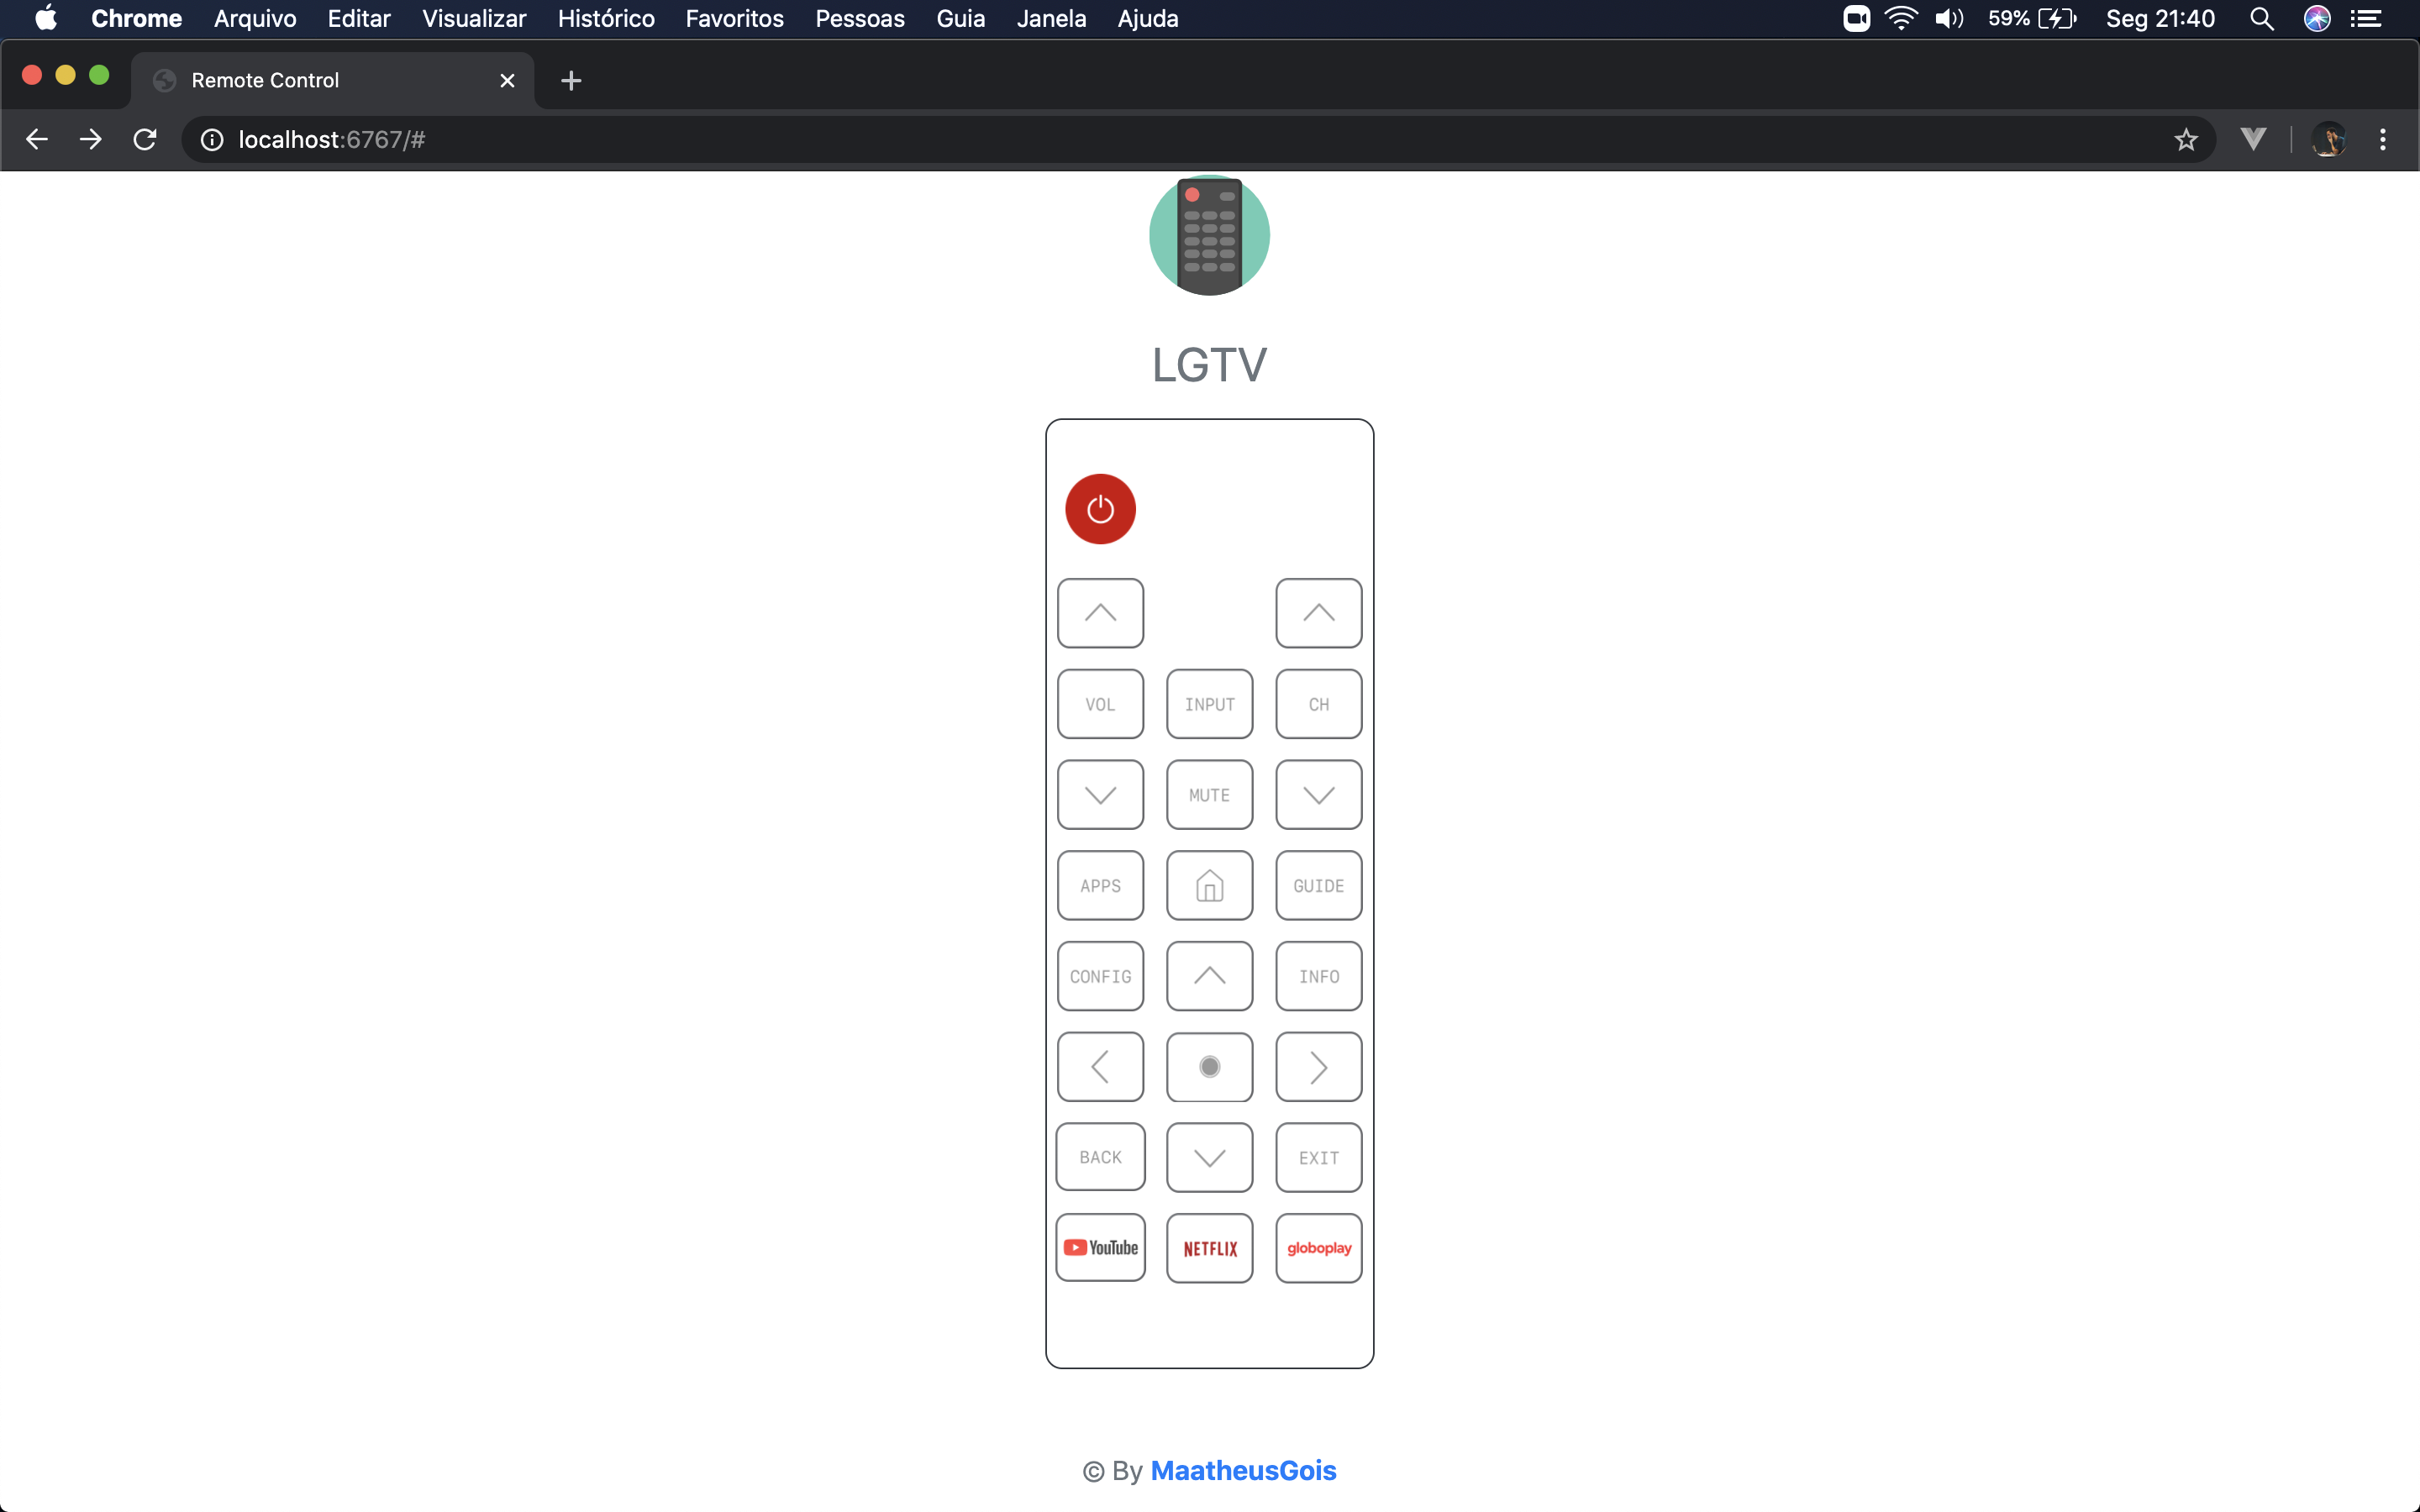 Chrome Arquivo Editar Visualizar Histórico Favoritos Pessoas Guia Janela Ajuda 59% Seg 21:40
Remote Control
localhost:6767/#
LGTV
VOL INPUT CH
MUTE
APPS GUIDE
CONFIG INFO
BACK EXIT
YouTube NETFLIX globoplay
© By MaatheusGois